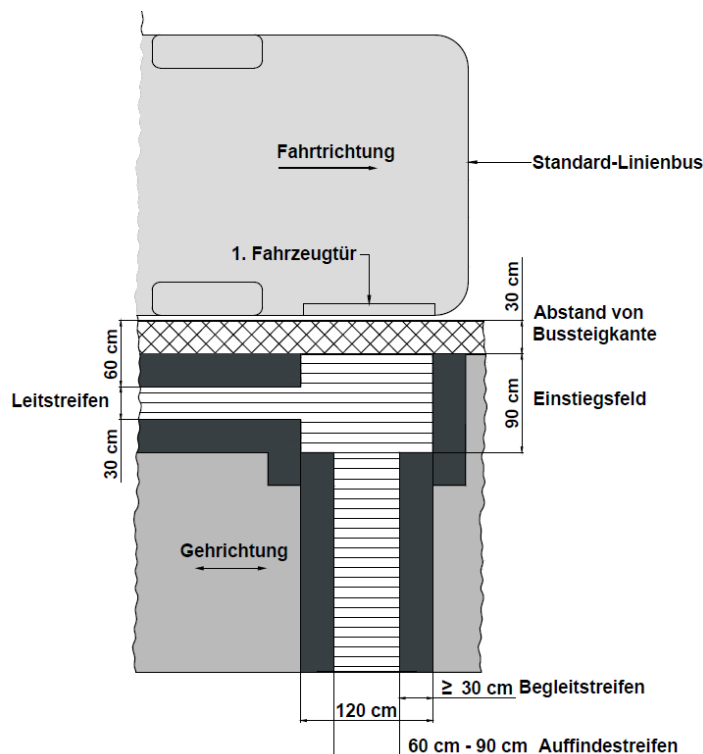 Fahrtrichtung
Standard-Linienbus
1. Fahrzeugtür
30 cm
Abstand von
Bussteigkante
60 cm
Leitstreifen
90 cm
Einstiegsfeld
30 cm
Gehrichtung
≥ 30 cm Begleitstreifen
120 cm
60 cm - 90 cm Auffindestreifen